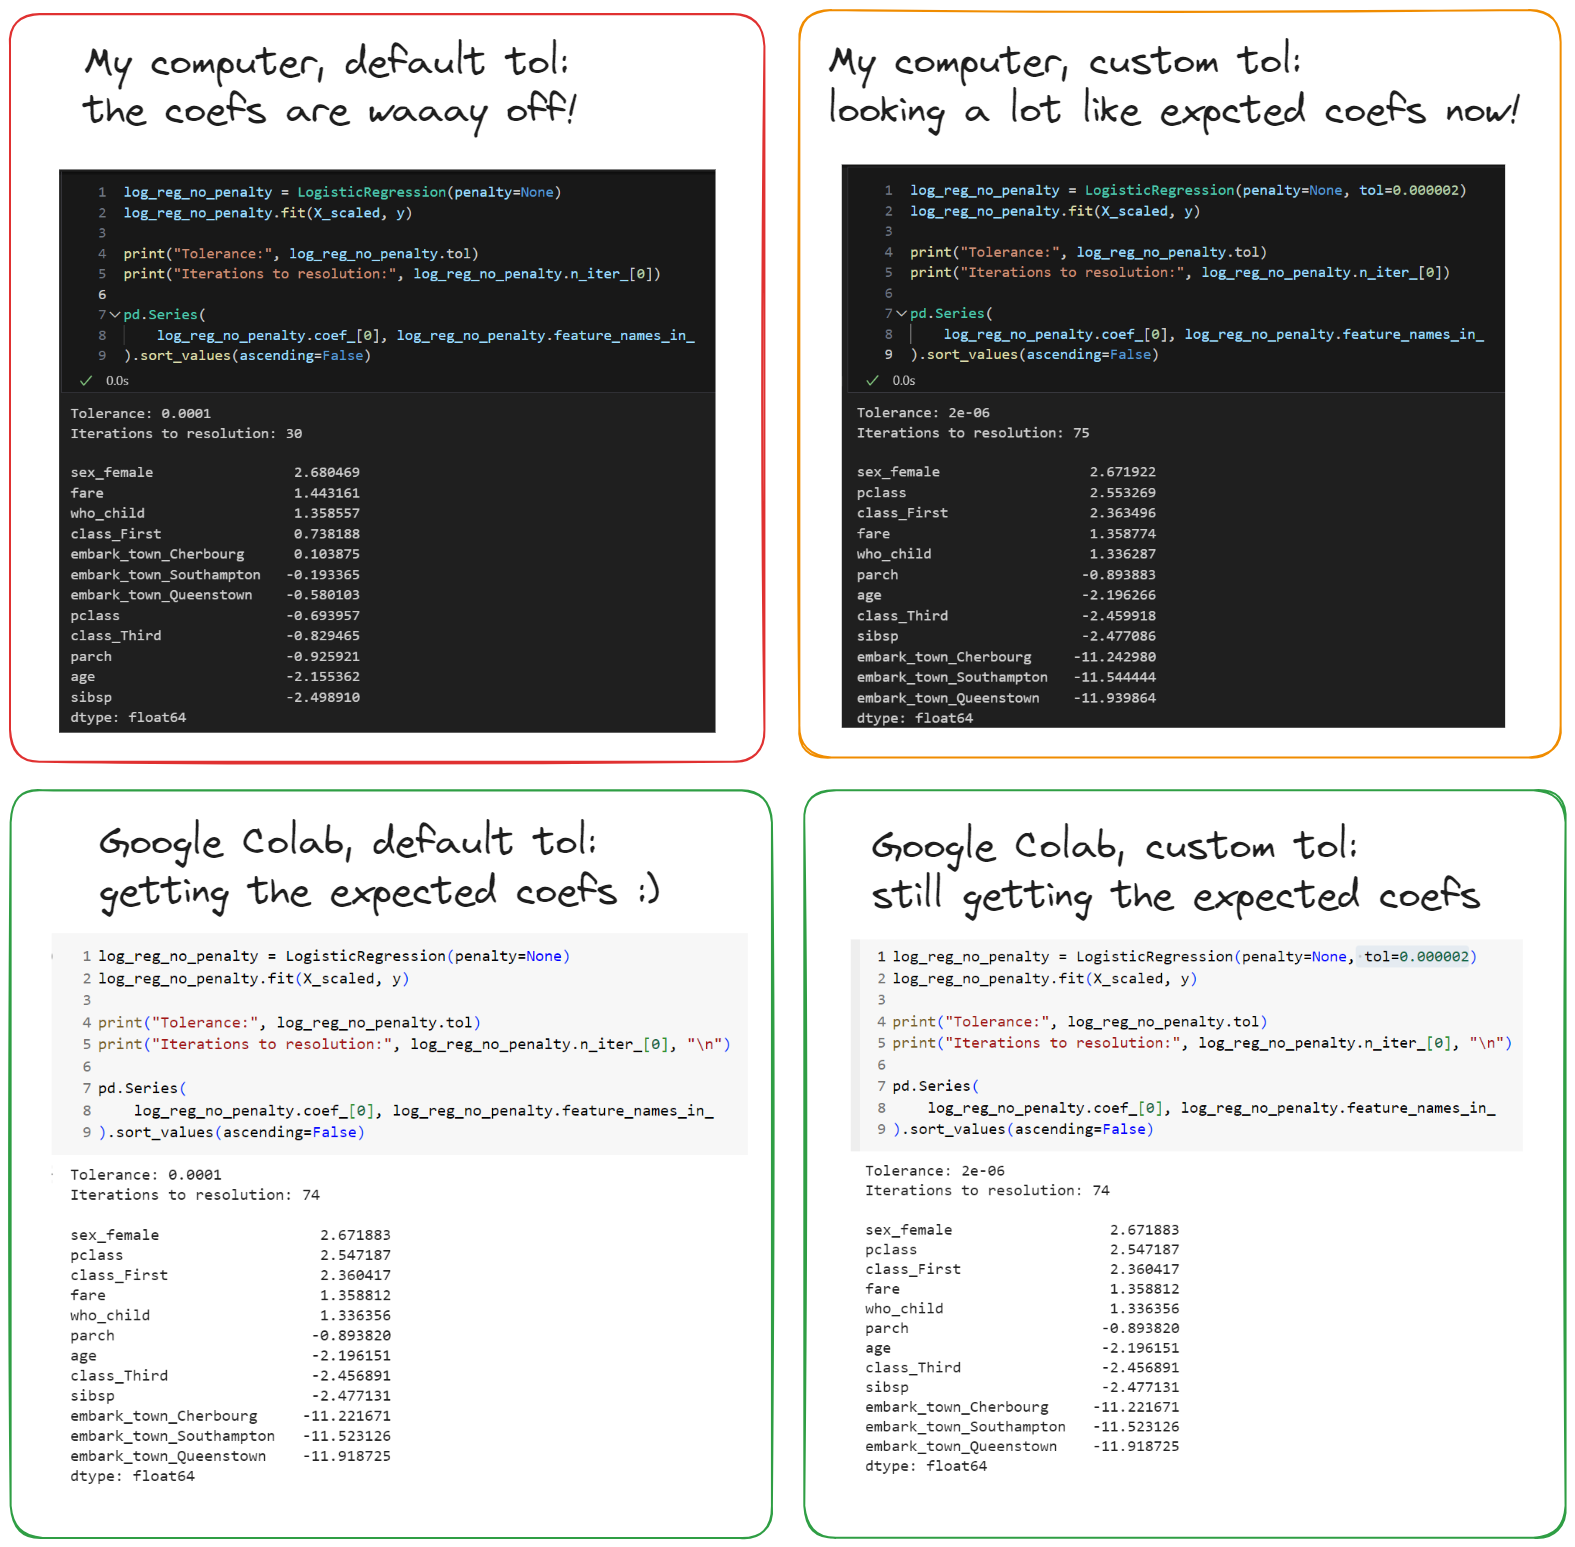 My computer, default tol:
the coefs are waaay off!
1 log_reg_no_penalty = LogisticRegression(penalty=None)
2 log_reg_no_penalty.fit(X_scaled, y)
3
4 print("Tolerance:", log_reg_no_penalty.tol)
5 print("Iterations to resolution:", log_reg_no_penalty.n_iter_[0])
6
7 pd.Series(
8     log_reg_no_penalty.coef_[0], log_reg_no_penalty.feature_names_in_
9 ).sort_values(ascending=False)
✓ 0.0s
Tolerance: 0.0001
Iterations to resolution: 30
sex_female 2.680469
fare 1.443161
who_child 1.358557
class_First 0.738188
embark_town_Cherbourg 0.103875
embark_town_Southampton -0.193365
embark_town_Queenstown -0.580103
pclass -0.693957
class_Third -0.829465
parch -0.925921
age -2.155362
sibsp -2.498910
dtype: float64
My computer, custom tol:
looking a lot like expcted coefs now!
1 log_reg_no_penalty = LogisticRegression(penalty=None, tol=0.000002)
2 log_reg_no_penalty.fit(X_scaled, y)
3
4 print("Tolerance:", log_reg_no_penalty.tol)
5 print("Iterations to resolution:", log_reg_no_penalty.n_iter_[0])
6
7 pd.Series(
8     log_reg_no_penalty.coef_[0], log_reg_no_penalty.feature_names_in_
9 ).sort_values(ascending=False)
✓ 0.0s
Tolerance: 2e-06
Iterations to resolution: 75
sex_female 2.671922
pclass 2.553269
class_First 2.363496
fare 1.358774
who_child 1.336287
parch -0.893883
age -2.196266
class_Third -2.459918
sibsp -2.477086
embark_town_Cherbourg -11.242980
embark_town_Southampton -11.544444
embark_town_Queenstown -11.939864
dtype: float64
Google Colab, default tol:
getting the expected coefs :)
1 log_reg_no_penalty = LogisticRegression(penalty=None)
2 log_reg_no_penalty.fit(X_scaled, y)
3
4 print("Tolerance:", log_reg_no_penalty.tol)
5 print("Iterations to resolution:", log_reg_no_penalty.n_iter_[0], "\n")
6
7 pd.Series(
8     log_reg_no_penalty.coef_[0], log_reg_no_penalty.feature_names_in_
9 ).sort_values(ascending=False)
Tolerance: 0.0001
Iterations to resolution: 74
sex_female 2.671883
pclass 2.547187
class_First 2.360417
fare 1.358812
who_child 1.336356
parch -0.893820
age -2.196151
class_Third -2.456891
sibsp -2.477131
embark_town_Cherbourg -11.221671
embark_town_Southampton -11.523126
embark_town_Queenstown -11.918725
dtype: float64
Google Colab, custom tol:
still getting the expected coefs
1 log_reg_no_penalty = LogisticRegression(penalty=None, tol=0.000002)
2 log_reg_no_penalty.fit(X_scaled, y)
3
4 print("Tolerance:", log_reg_no_penalty.tol)
5 print("Iterations to resolution:", log_reg_no_penalty.n_iter_[0], "\n")
6
7 pd.Series(
8     log_reg_no_penalty.coef_[0], log_reg_no_penalty.feature_names_in_
9 ).sort_values(ascending=False)
Tolerance: 2e-06
Iterations to resolution: 74
sex_female 2.671883
pclass 2.547187
class_First 2.360417
fare 1.358812
who_child 1.336356
parch -0.893820
age -2.196151
class_Third -2.456891
sibsp -2.477131
embark_town_Cherbourg -11.221671
embark_town_Southampton -11.523126
embark_town_Queenstown -11.918725
dtype: float64